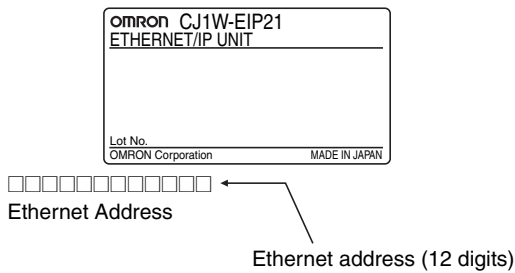 OMRON CJ1W-EIP21
ETHERNET/IP UNIT
Lot No.
OMRON Corporation MADE IN JAPAN
□□□□□□□□□□□□
Ethernet Address
Ethernet address (12 digits)